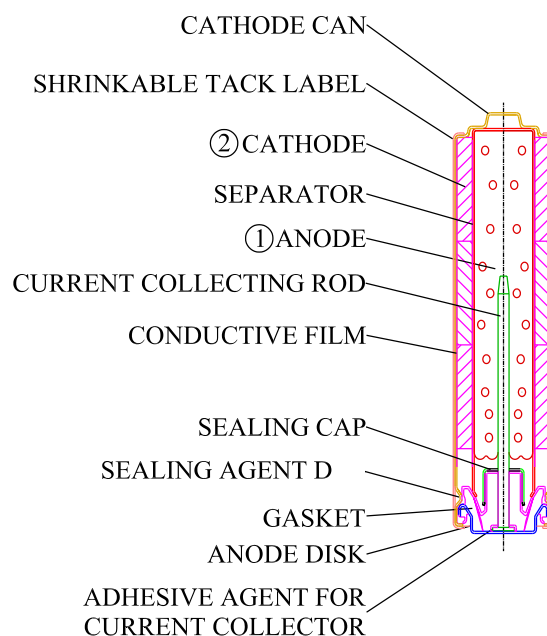 CATHODE CAN
SHRINKABLE TACK LABEL
②CATHODE
SEPARATOR
①ANODE
CURRENT COLLECTING ROD
CONDUCTIVE FILM
SEALING CAP
SEALING AGENT D
GASKET
ANODE DISK
ADHESIVE AGENT FOR
CURRENT COLLECTOR